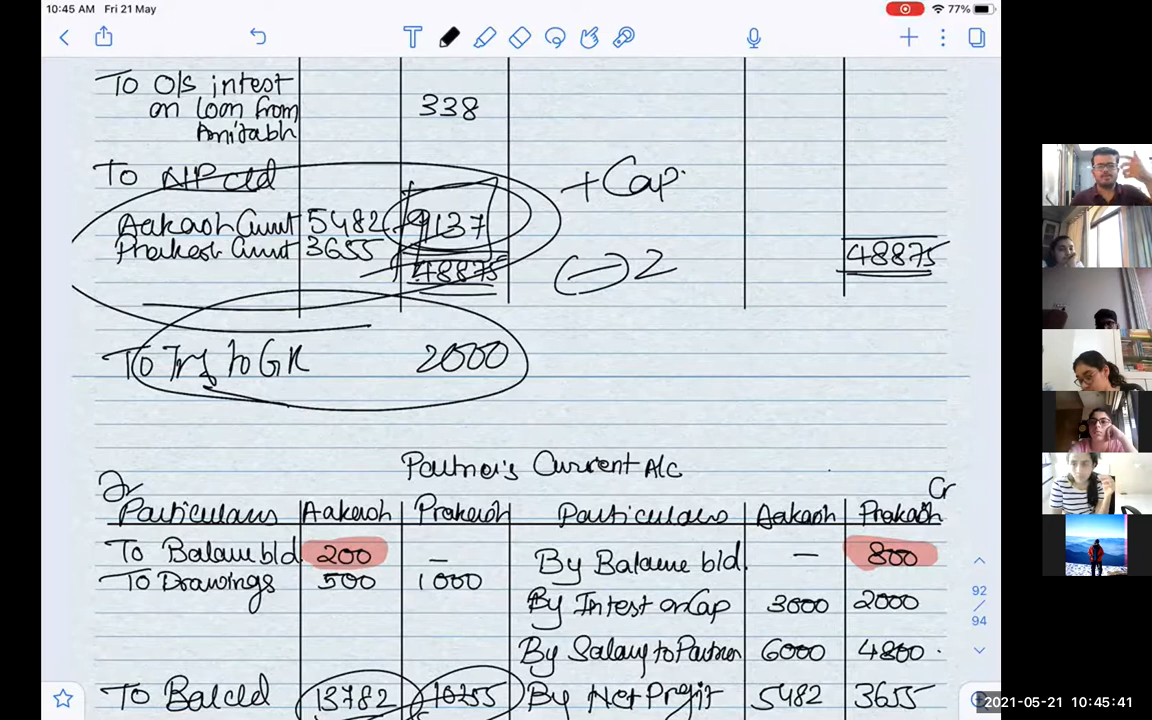 10:45 AM Fri 21 May
77%
To O/S intest
on loan from
Amitabh
338
To NP c/d
+ Cap.
Aakash Curnt 5482 9137
Prakash Curnt 3655
48875
48875
(-) 2
To Trf to GR 2000
Partner's Current A/c
Dr Cr
Particulars Aakash Prakash Particulars Aakash Prakash
To Balance b/d 200 - By Balance b/d. - 800
To Drawings 500 1000
By Intest on Cap 3000 2000
By Salary to Partner 6000 4800
To Bal c/d 13782 10255 By Net Profit 5482 3655
92
/
94
2021-05-21 10:45:41